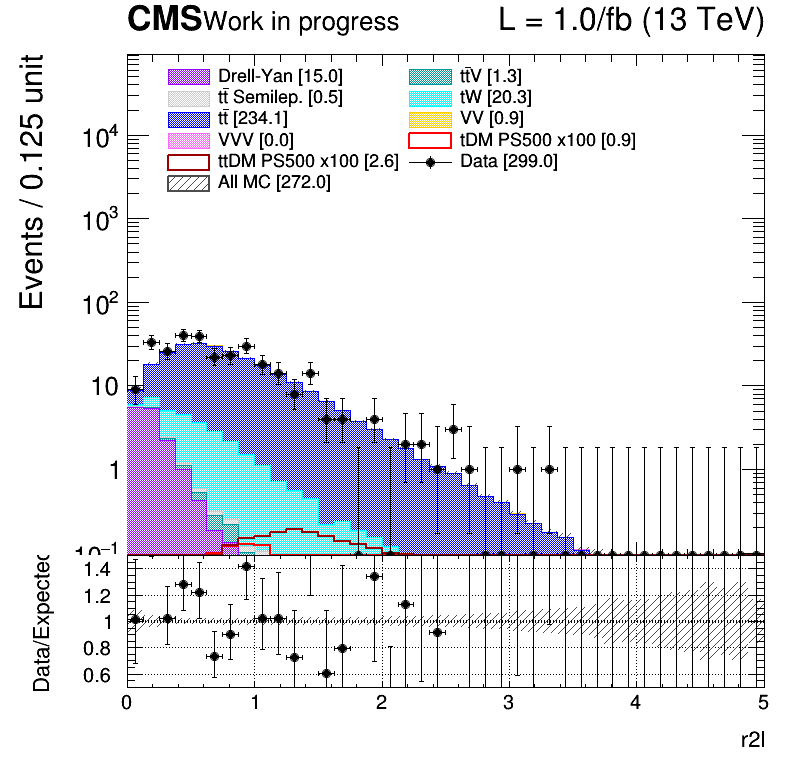 CMS Work in progress L = 1.0/fb (13 TeV)
Events / 0.125 unit
Drell-Yan [15.0] tt̄V [1.3]
tt̄ Semilep. [0.5] tW [20.3]
tt̄ [234.1] VV [0.9]
VVV [0.0] tDM PS500 x100 [0.9]
ttDM PS500 x100 [2.6] Data [299.0]
All MC [272.0]
10⁴
10³
10²
10
1
10⁻¹
Data/Expected
1.4
1.2
1
0.8
0.6
0 1 2 3 4 5
r2l